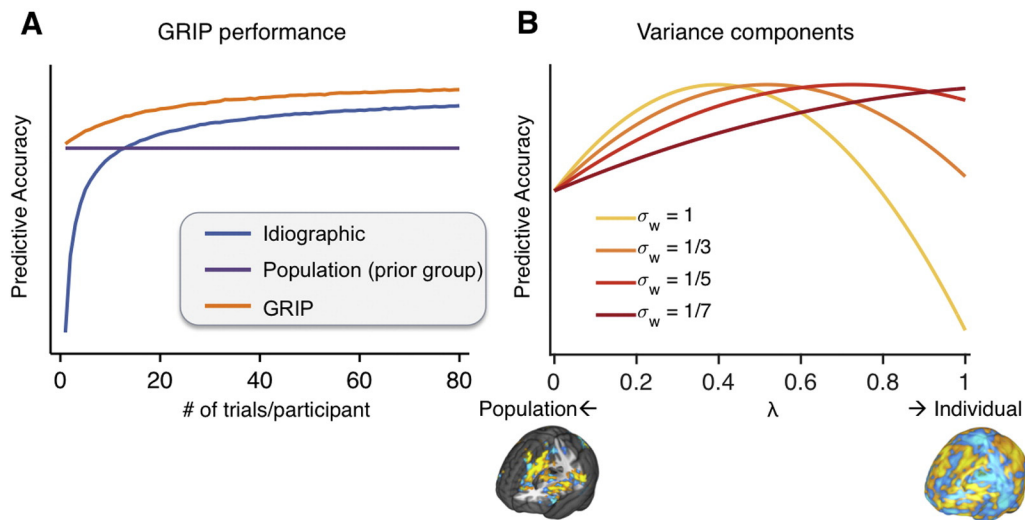 A
GRIP performance
Predictive Accuracy
Idiographic
Population (prior group)
GRIP
0 20 40 60 80
# of trials/participant
B
Variance components
Predictive Accuracy
σw = 1
σw = 1/3
σw = 1/5
σw = 1/7
0 0.2 0.4 0.6 0.8 1
Population← λ → Individual